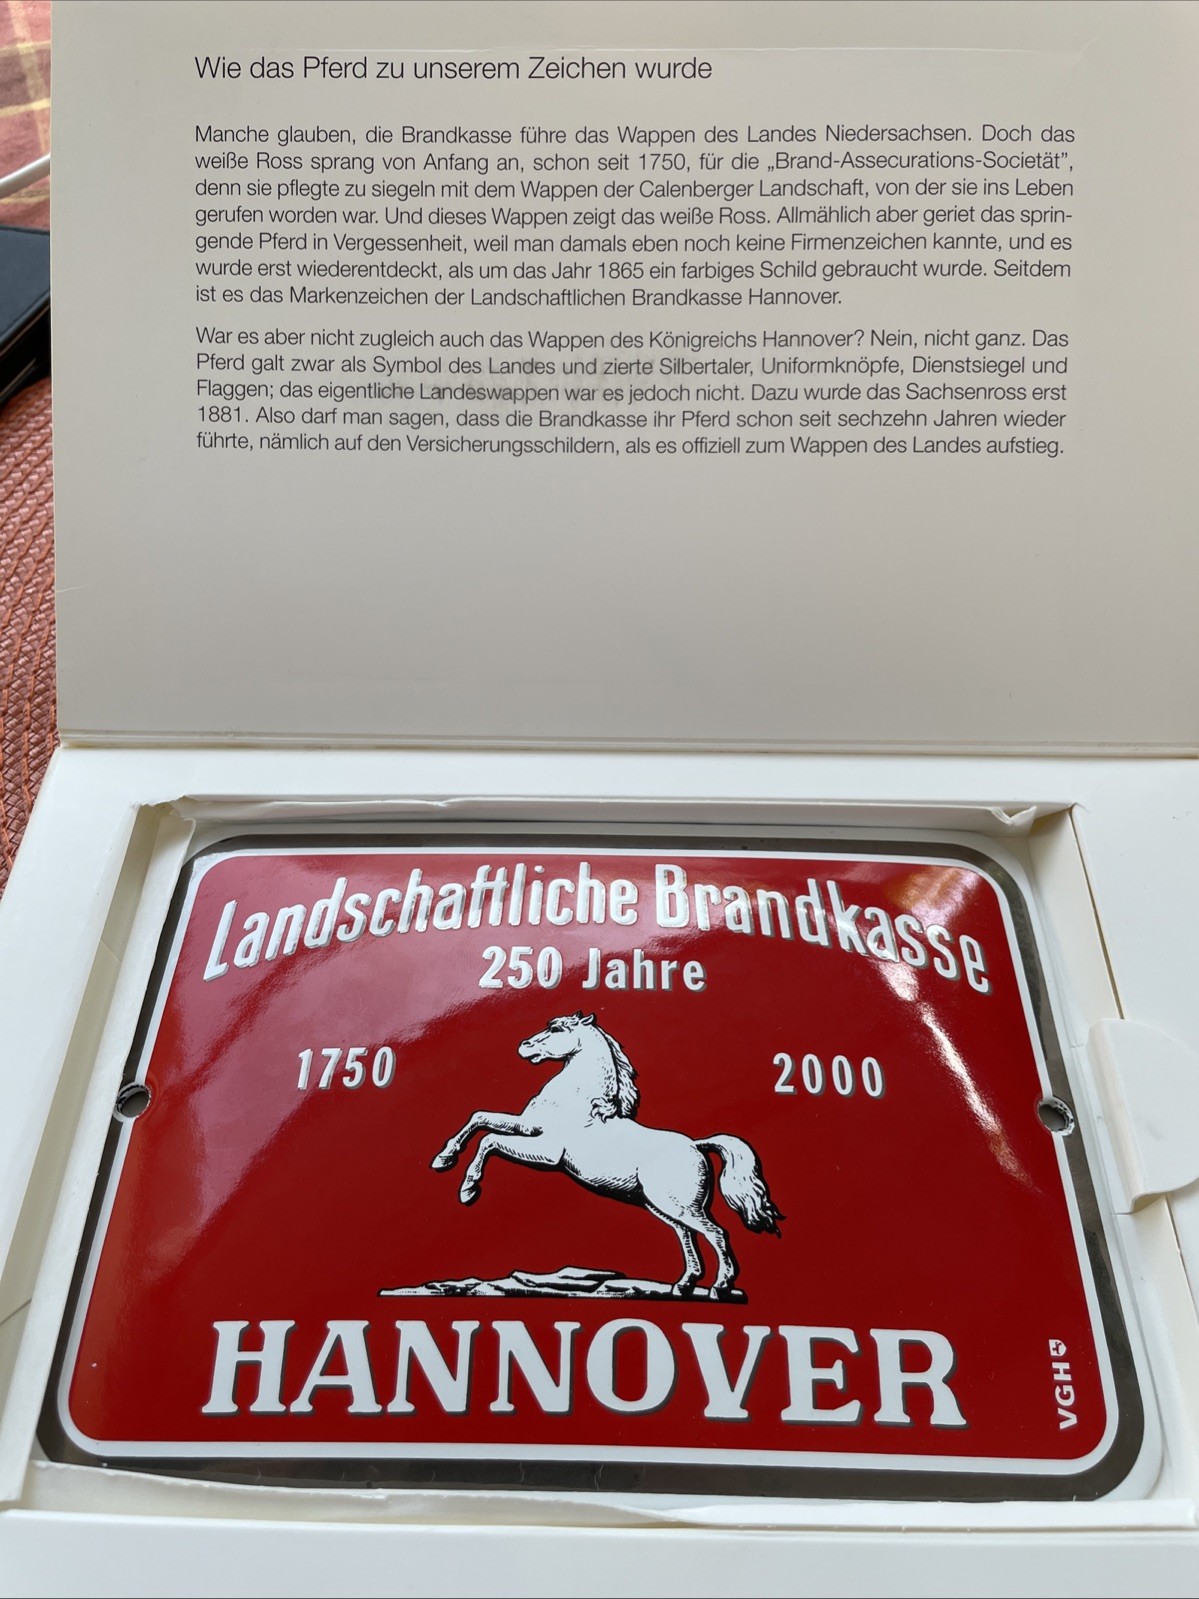 Wie das Pferd zu unserem Zeichen wurde
Manche glauben, die Brandkasse führe das Wappen des Landes Niedersachsen. Doch das
weiße Ross sprang von Anfang an, schon seit 1750, für die „Brand-Assecurations-Societät”,
denn sie pflegte zu siegeln mit dem Wappen der Calenberger Landschaft, von der sie ins Leben
gerufen worden war. Und dieses Wappen zeigt das weiße Ross. Allmählich aber geriet das sprin-
gende Pferd in Vergessenheit, weil man damals eben noch keine Firmenzeichen kannte, und es
wurde erst wiederentdeckt, als um das Jahr 1865 ein farbiges Schild gebraucht wurde. Seitdem
ist es das Markenzeichen der Landschaftlichen Brandkasse Hannover.
War es aber nicht zugleich auch das Wappen des Königreichs Hannover? Nein, nicht ganz. Das
Pferd galt zwar als Symbol des Landes und zierte Silbertaler, Uniformknöpfe, Dienstsiegel und
Flaggen; das eigentliche Landeswappen war es jedoch nicht. Dazu wurde das Sachsenross erst
1881. Also darf man sagen, dass die Brandkasse ihr Pferd schon seit sechzehn Jahren wieder
führte, nämlich auf den Versicherungsschildern, als es offiziell zum Wappen des Landes aufstieg.
Landschaftliche Brandkasse
250 Jahre
1750 2000
HANNOVER
VGH